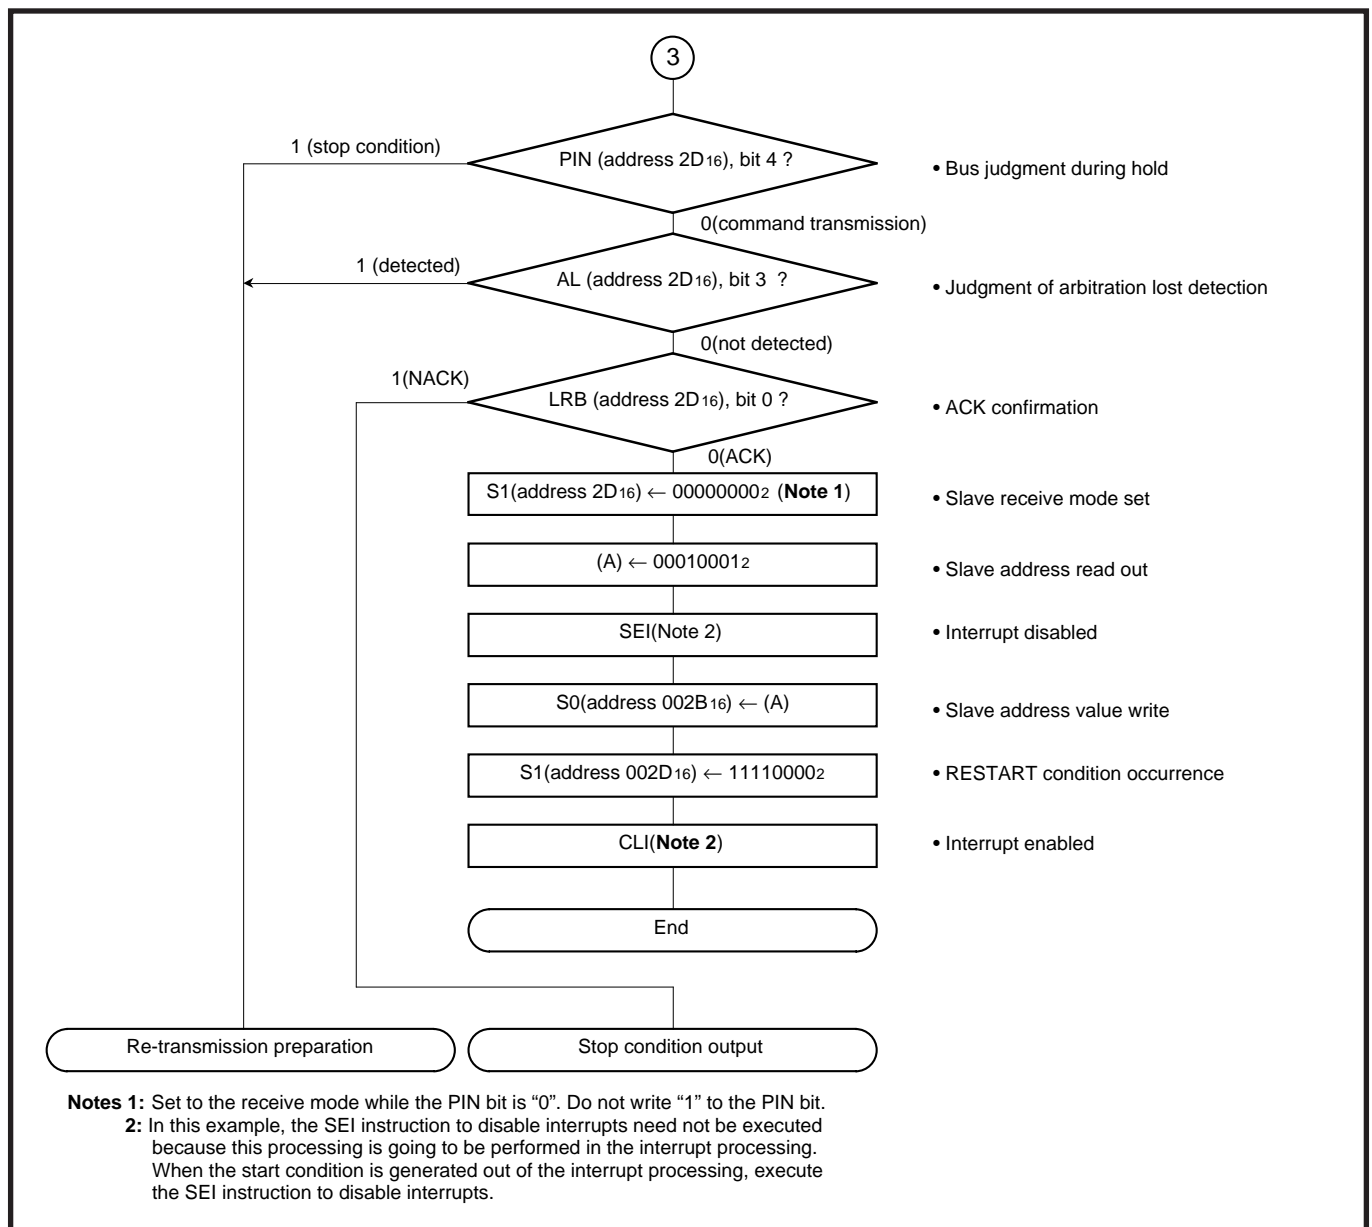 3
1 (stop condition)
PIN (address 2D16), bit 4 ?
• Bus judgment during hold
0(command transmission)
1 (detected)
AL (address 2D16), bit 3 ?
• Judgment of arbitration lost detection
0(not detected)
1(NACK)
LRB (address 2D16), bit 0 ?
• ACK confirmation
0(ACK)
S1(address 2D16) ← 000000002 (Note 1)
• Slave receive mode set
(A) ← 000100012
• Slave address read out
SEI(Note 2)
• Interrupt disabled
S0(address 002B16) ← (A)
• Slave address value write
S1(address 002D16) ← 111100002
• RESTART condition occurrence
CLI(Note 2)
• Interrupt enabled
End
Re-transmission preparation
Stop condition output
Notes 1: Set to the receive mode while the PIN bit is “0”. Do not write “1” to the PIN bit.
2: In this example, the SEI instruction to disable interrupts need not be executed
because this processing is going to be performed in the interrupt processing.
When the start condition is generated out of the interrupt processing, execute
the SEI instruction to disable interrupts.